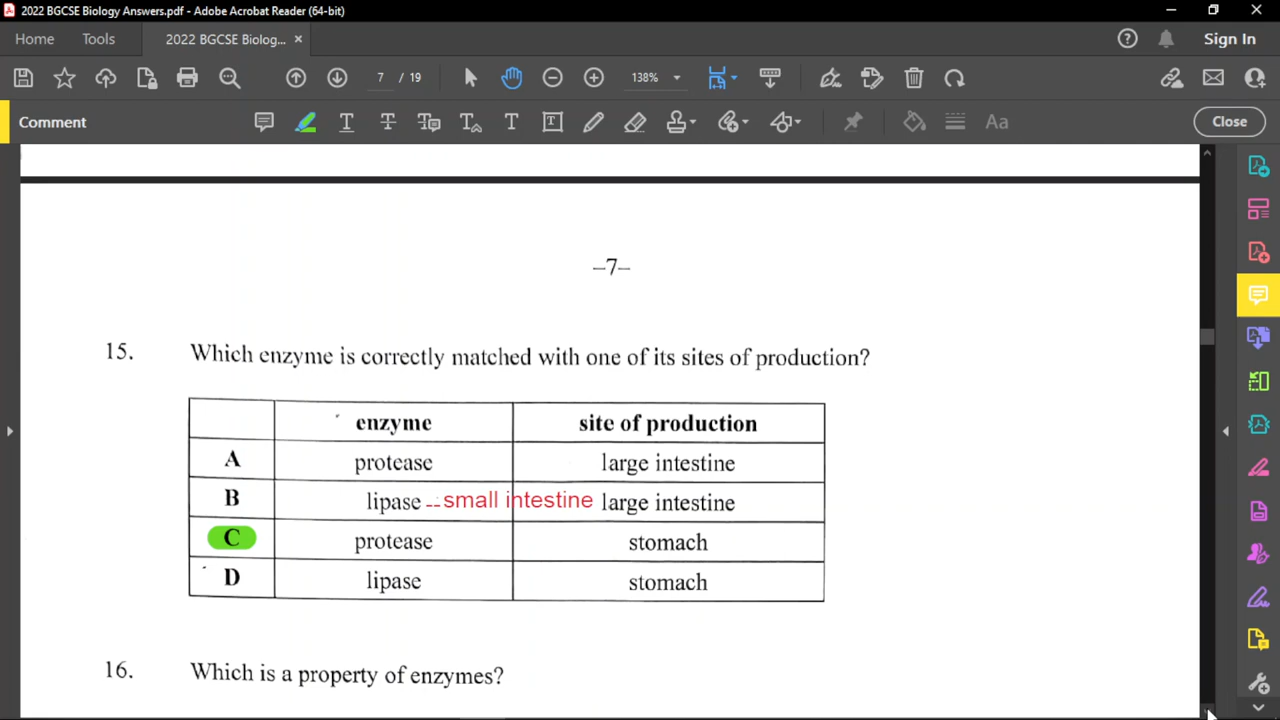 2022 BGCSE Biology Answers.pdf - Adobe Acrobat Reader (64-bit)
Home Tools 2022 BGCSE Biolog... × Sign In
7 / 19 138%
Comment Close
–7–
15. Which enzyme is correctly matched with one of its sites of production?
enzyme site of production
A protease large intestine
B lipase -- small intestine large intestine
C protease stomach
D lipase stomach
16. Which is a property of enzymes?